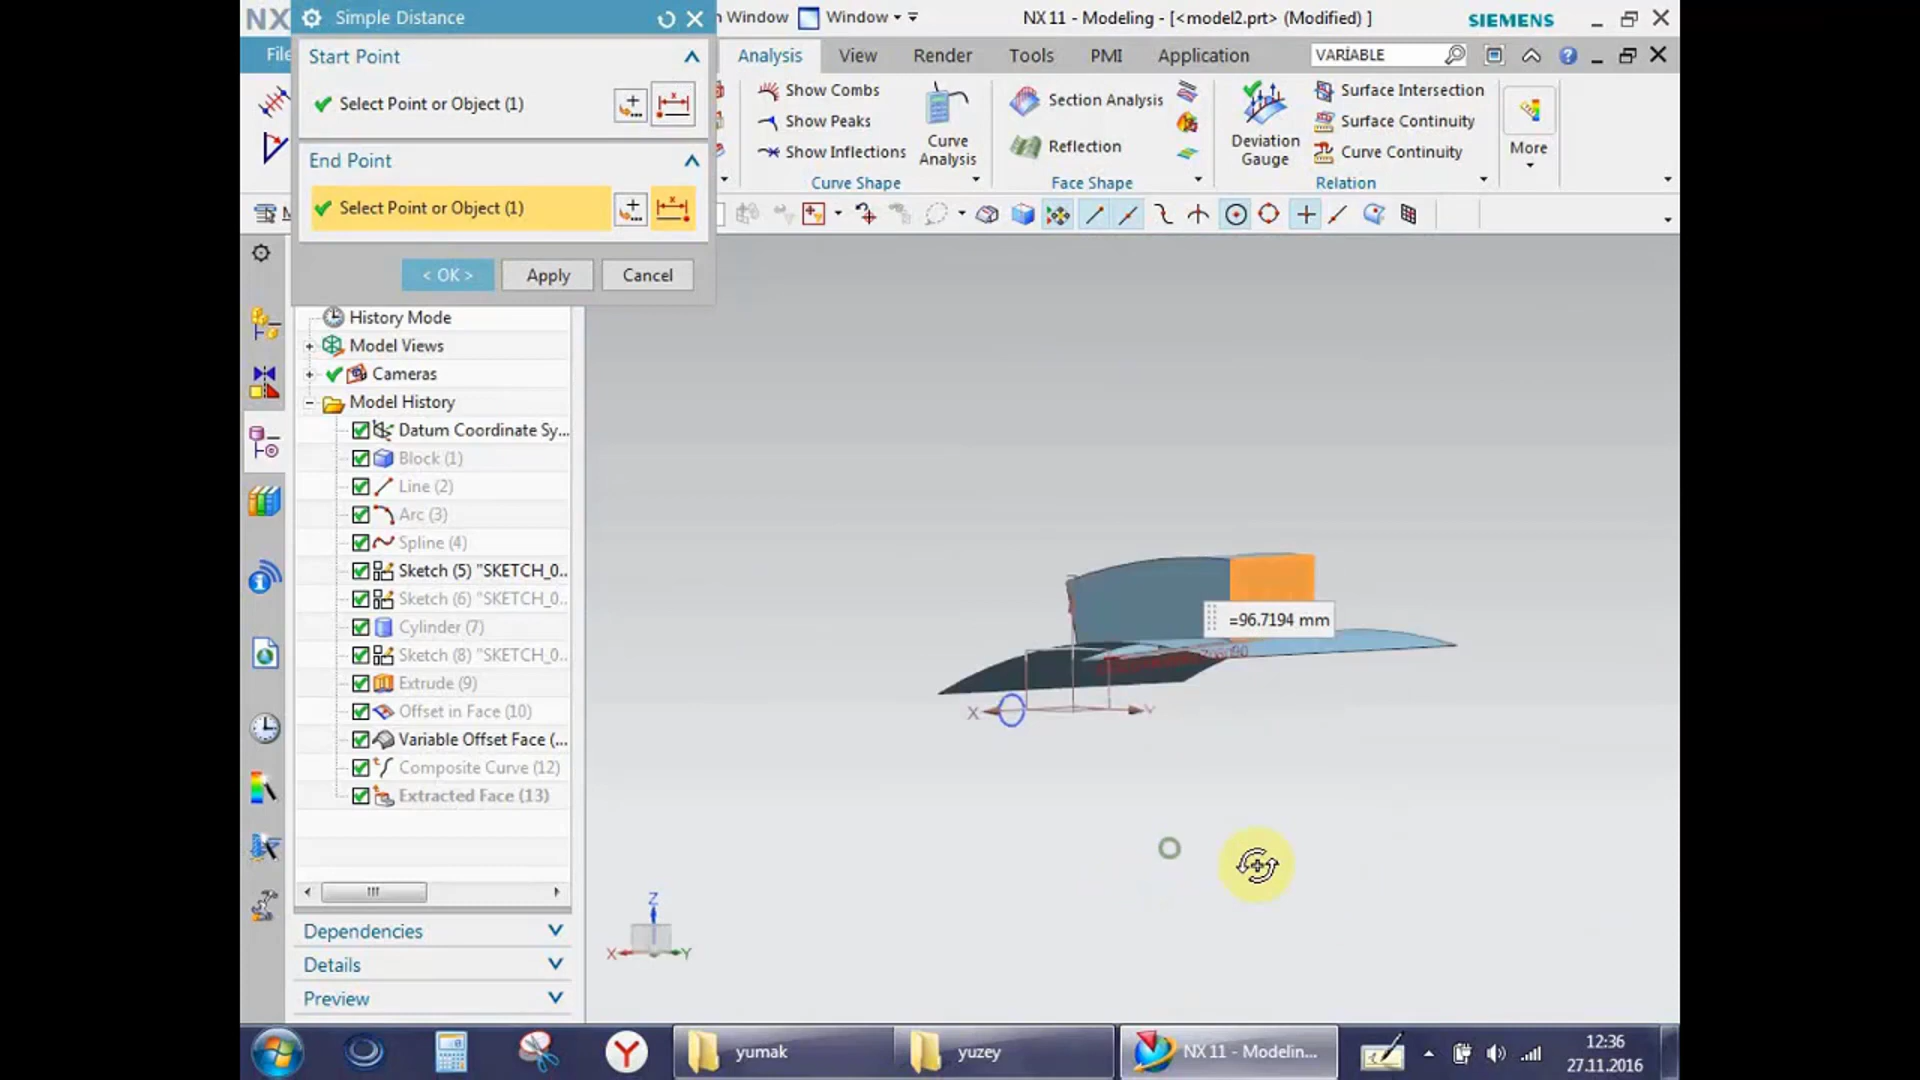 NX
Simple Distance
n Window
Window
NX 11 - Modeling - [<model2.prt> (Modified) ]
SIEMENS
File
Analysis
View
Render
Tools
PMI
Application
VARİABLE
Start Point
Select Point or Object (1)
End Point
Select Point or Object (1)
< OK >
Apply
Cancel
Show Combs
Show Peaks
Show Inflections
Curve Analysis
Curve Shape
Section Analysis
Reflection
Face Shape
Deviation Gauge
Surface Intersection
Surface Continuity
Curve Continuity
Relation
More
M
History Mode
Model Views
Cameras
Model History
Datum Coordinate Sy...
Block (1)
Line (2)
Arc (3)
Spline (4)
Sketch (5) "SKETCH_0..
Sketch (6) "SKETCH_0..
Cylinder (7)
Sketch (8) "SKETCH_0..
Extrude (9)
Offset in Face (10)
Variable Offset Face (...
Composite Curve (12)
Extracted Face (13)
Dependencies
Details
Preview
=96.7194 mm
X
Y
Z
X
Y
yumak
yuzey
NX 11 - Modelin...
12:36
27.11.2016